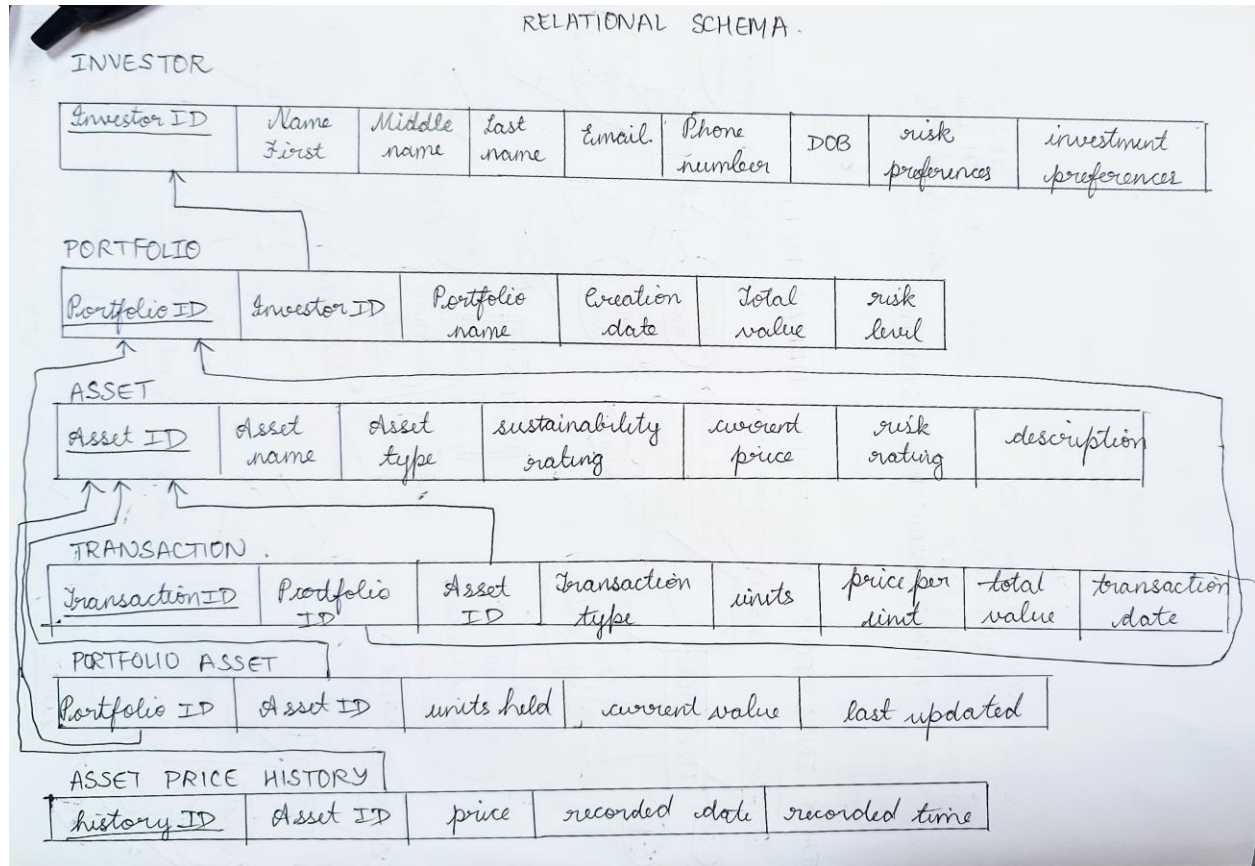 RELATIONAL SCHEMA.
INVESTOR
Investor ID Name First Middle name Last name Email. Phone number DOB risk preferences investment preferences
PORTFOLIO
Portfolio ID Investor ID Portfolio name Creation date Total value risk level
ASSET
Asset ID Asset name Asset type sustainability rating current price risk rating description
TRANSACTION.
TransactionID Prodfolio ID Asset ID Transaction type units price per unit total value transaction date
PORTFOLIO ASSET
Portfolio ID Asset ID units held current value last updated
ASSET PRICE HISTORY
history ID Asset ID price recorded date recorded time